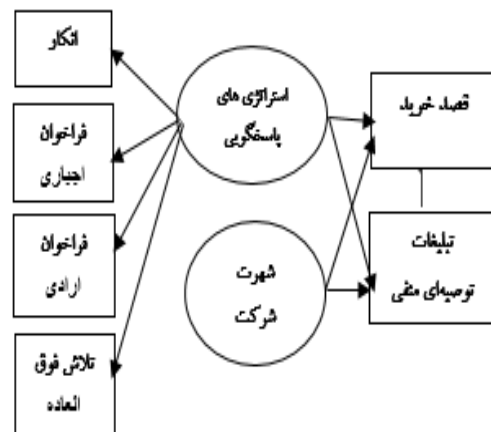 قصد خرید
تبلیغات
توصیه‌ای منفی
استراتژی های
پاسخگویی
شهرت
شرکت
انکار
فراخوان
اجباری
فراخوان
ارادی
تلاش فوق
العاده